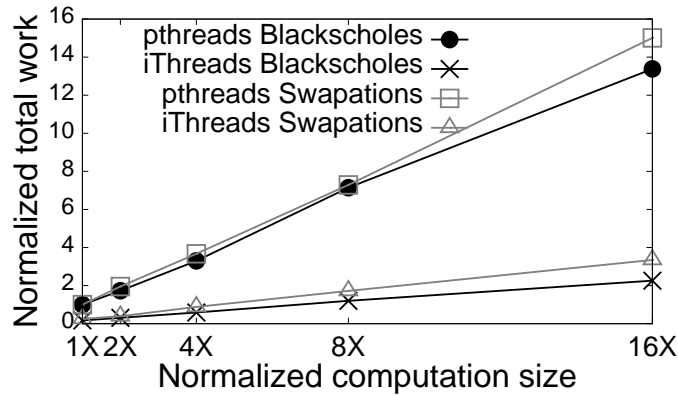 16
14
12
10
8
6
4
2
0
Normalized total work
pthreads Blackscholes
iThreads Blackscholes
pthreads Swapations
iThreads Swapations
1X 2X 4X 8X 16X
Normalized computation size